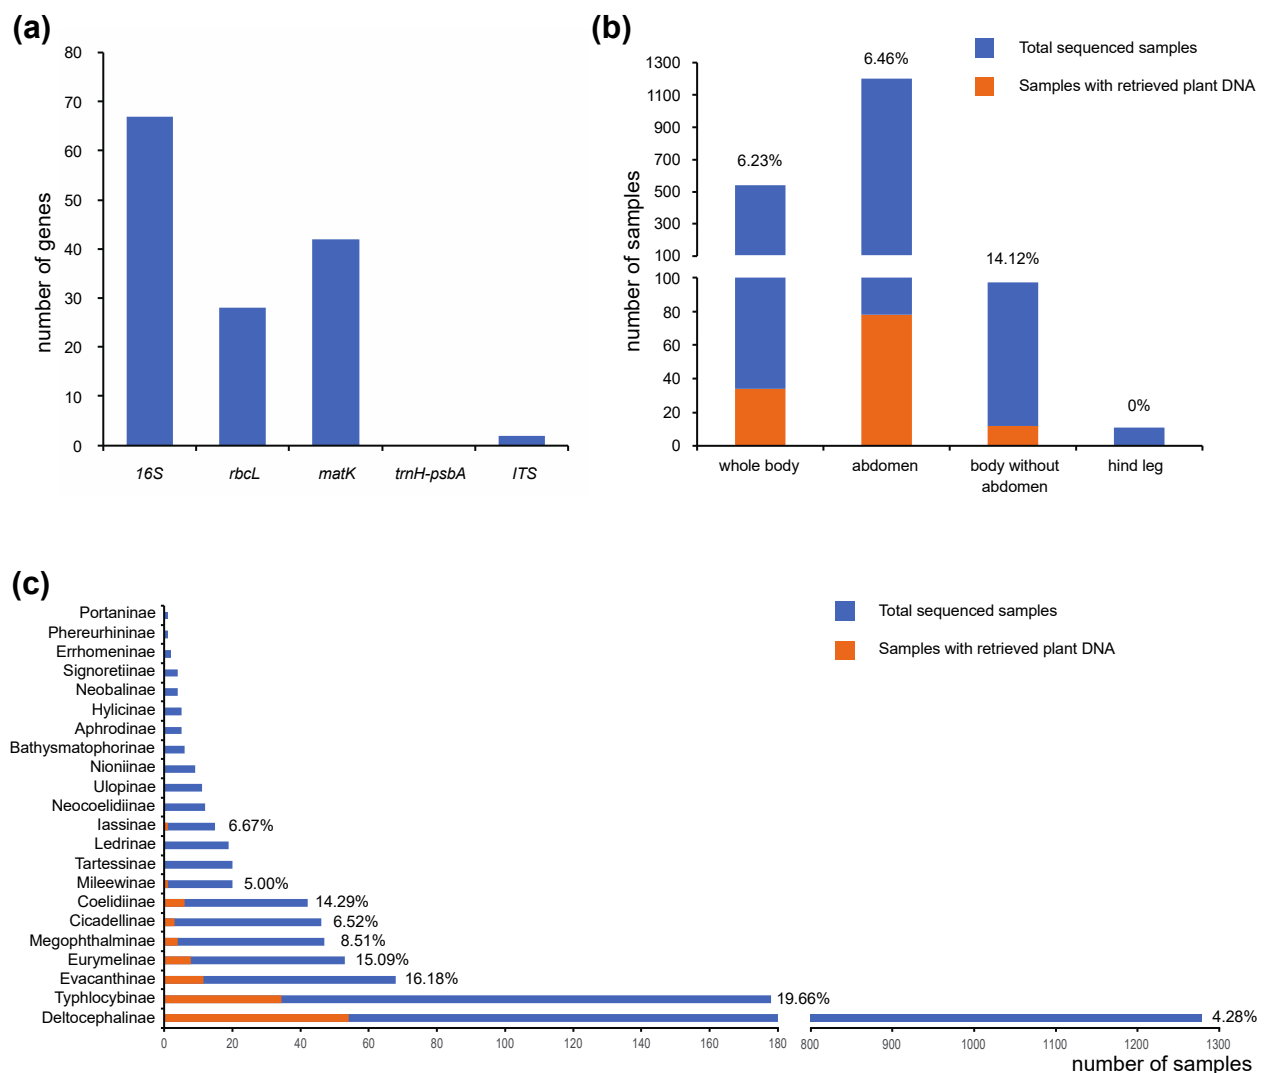 (a)
80
70
60
50
40
30
20
10
0
number of genes
16S rbcL matK trnH-psbA ITS
(b)
Total sequenced samples
Samples with retrieved plant DNA
1300
1100
900
700
500
300
100
100
80
60
40
20
0
number of samples
6.23%
6.46%
14.12%
0%
whole body abdomen body without hind leg
abdomen
(c)
Total sequenced samples
Samples with retrieved plant DNA
Portaninae
Phereurhininae
Errhomeninae
Signoretiinae
Neobalinae
Hylicinae
Aphrodinae
Bathysmatophorinae
Nioniinae
Ulopinae
Neocoelidiinae
Iassinae 6.67%
Ledrinae
Tartessinae
Mileewinae 5.00%
Coelidiinae 14.29%
Cicadellinae 6.52%
Megophthalminae 8.51%
Eurymelinae 15.09%
Evacanthinae 16.18%
Typhlocybinae 19.66%
Deltocephalinae 4.28%
0 20 40 60 80 100 120 140 160 180 800 900 1000 1100 1200 1300
number of samples